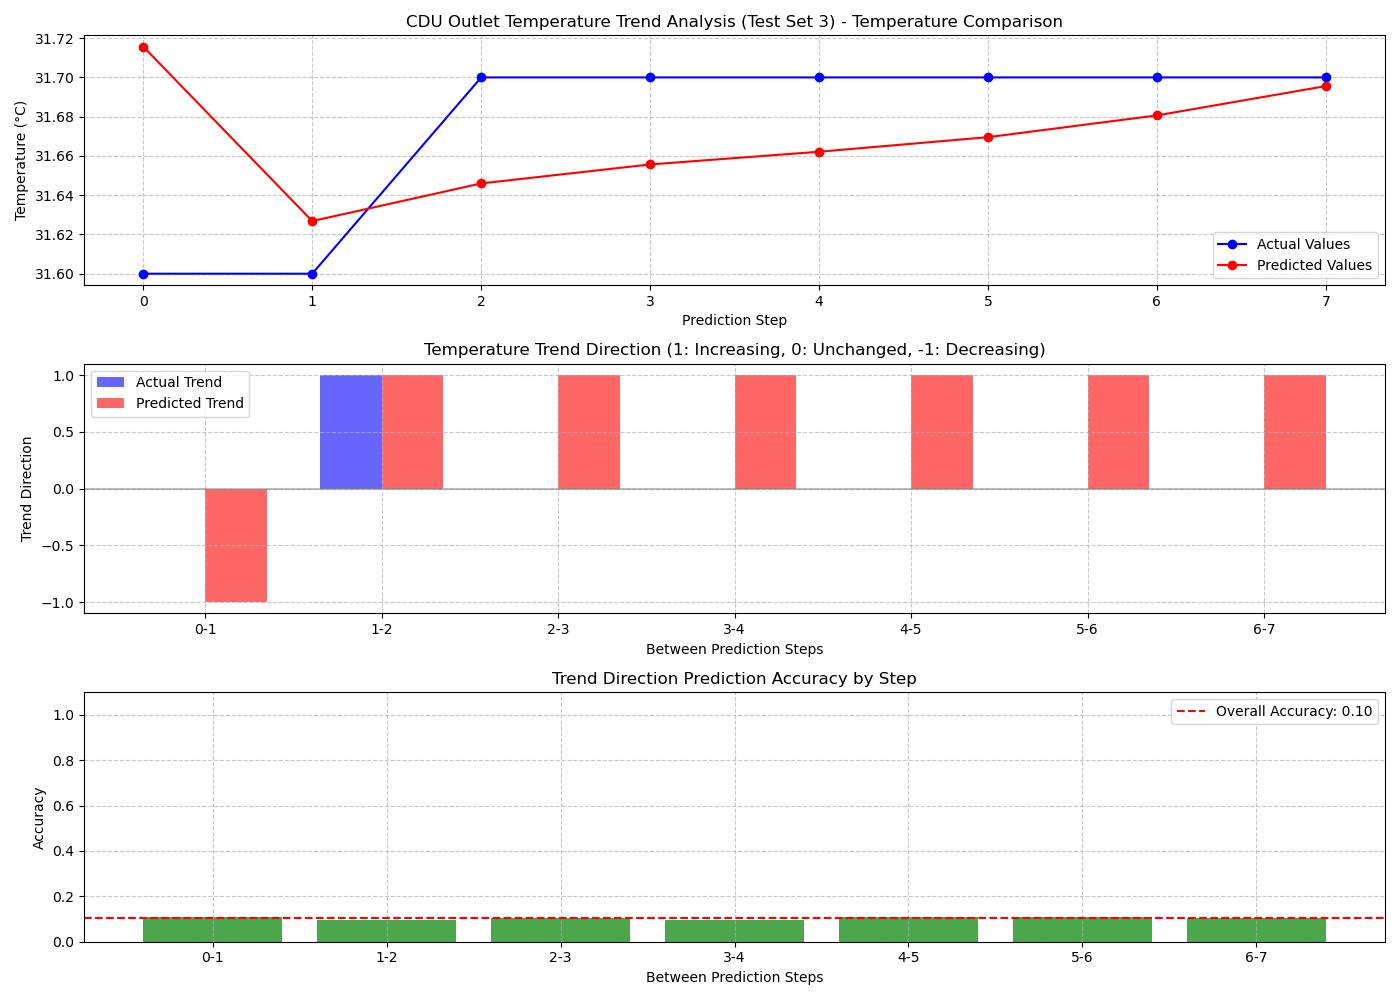 CDU Outlet Temperature Trend Analysis (Test Set 3) - Temperature Comparison
Temperature (°C)
31.72
31.70
31.68
31.66
31.64
31.62
31.60
Actual Values
Predicted Values
0 1 2 3 4 5 6 7
Prediction Step
Temperature Trend Direction (1: Increasing, 0: Unchanged, -1: Decreasing)
Trend Direction
1.0
0.5
0.0
−0.5
−1.0
Actual Trend
Predicted Trend
0-1 1-2 2-3 3-4 4-5 5-6 6-7
Between Prediction Steps
Trend Direction Prediction Accuracy by Step
Accuracy
1.0
0.8
0.6
0.4
0.2
0.0
Overall Accuracy: 0.10
0-1 1-2 2-3 3-4 4-5 5-6 6-7
Between Prediction Steps